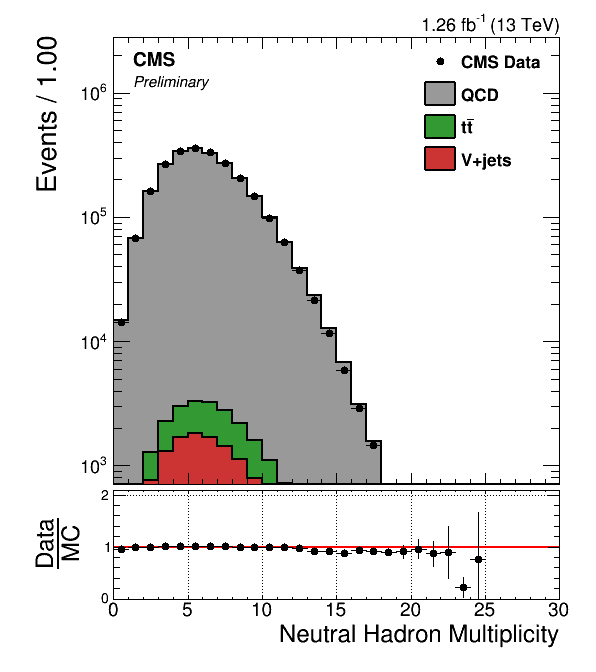 1.26 fb⁻¹ (13 TeV)
CMS
Preliminary
CMS Data
QCD
tt̄
V+jets
Events / 1.00
10⁶
10⁵
10⁴
10³
Data
MC
2
1
0
0 5 10 15 20 25 30
Neutral Hadron Multiplicity